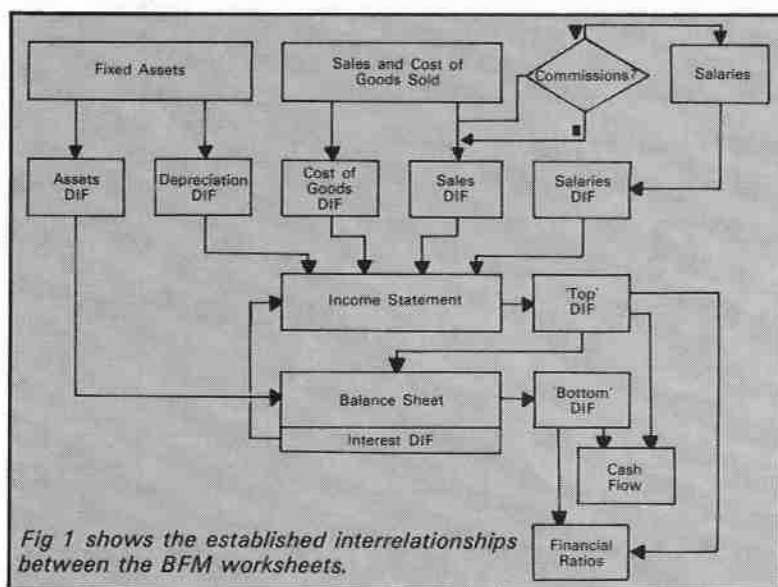 Fixed Assets
Sales and Cost of
Goods Sold
Commissions?
Salaries
Assets
DIF
Depreciation
DIF
Cost of
Goods
DIF
Sales
DIF
Salaries
DIF
Income Statement
'Top'
DIF
Balance Sheet
'Bottom'
DIF
Interest DIF
Cash
Flow
Financial
Ratios
Fig 1 shows the established interrelationships
between the BFM worksheets.